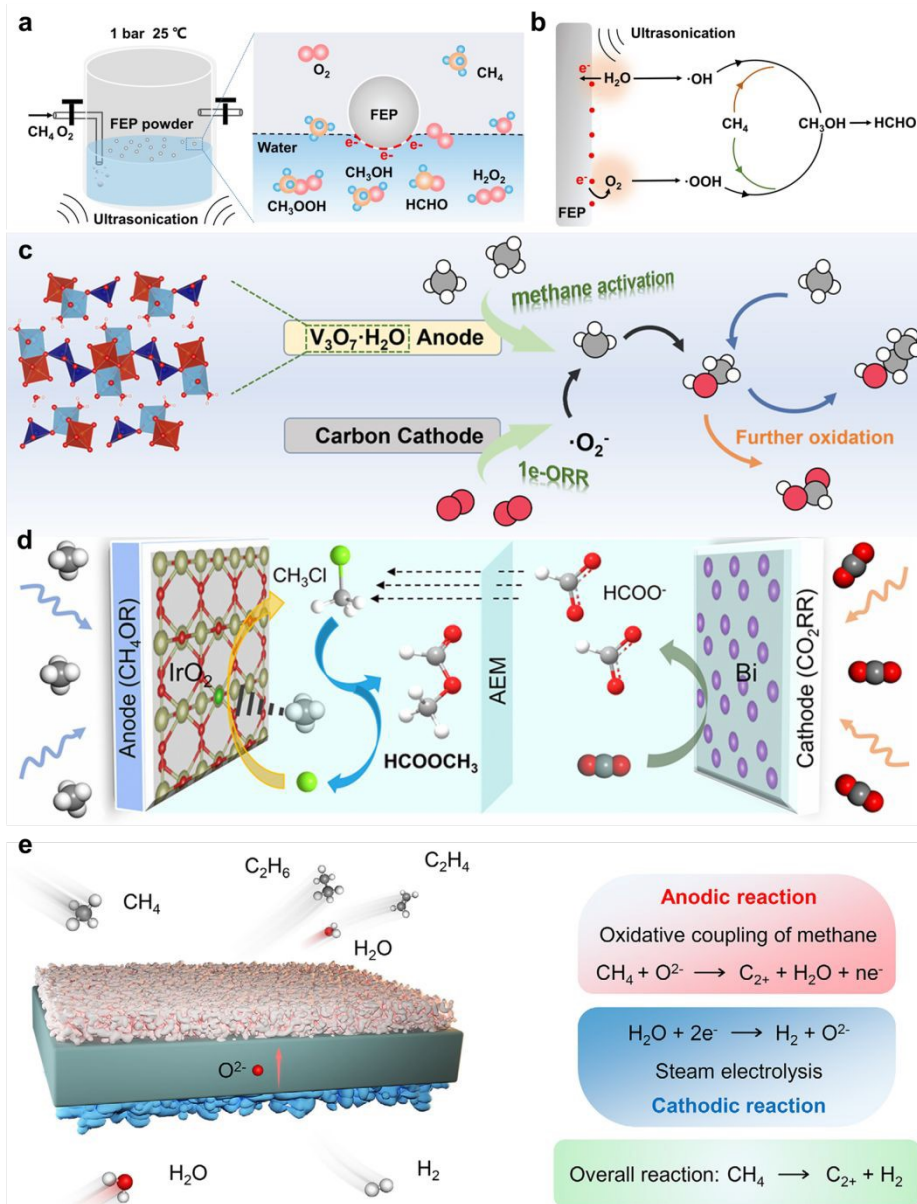 a
1 bar 25 ℃
CH₄ O₂
FEP powder
Ultrasonication
O₂
CH₄
FEP
Water
e-
e-
e-
CH₃OH
H₂O₂
CH₃OOH
HCHO
b
Ultrasonication
e-
H₂O
·OH
CH₄
CH₃OH
HCHO
e-
O₂
·OOH
FEP
c
methane activation
V₃O₇·H₂O Anode
Carbon Cathode
·O₂⁻
1e-ORR
Further oxidation
d
Anode (CH₄OR)
IrO₂
CH₃Cl
HCOOCH₃
AEM
HCOO⁻
Bi
Cathode (CO₂RR)
e
CH₄
C₂H₆
C₂H₄
H₂O
O²⁻
H₂O
H₂
Anodic reaction
Oxidative coupling of methane
CH₄ + O²⁻ ⟶ C₂₊ + H₂O + ne⁻
H₂O + 2e⁻ ⟶ H₂ + O²⁻
Steam electrolysis
Cathodic reaction
Overall reaction: CH₄ ⟶ C₂₊ + H₂